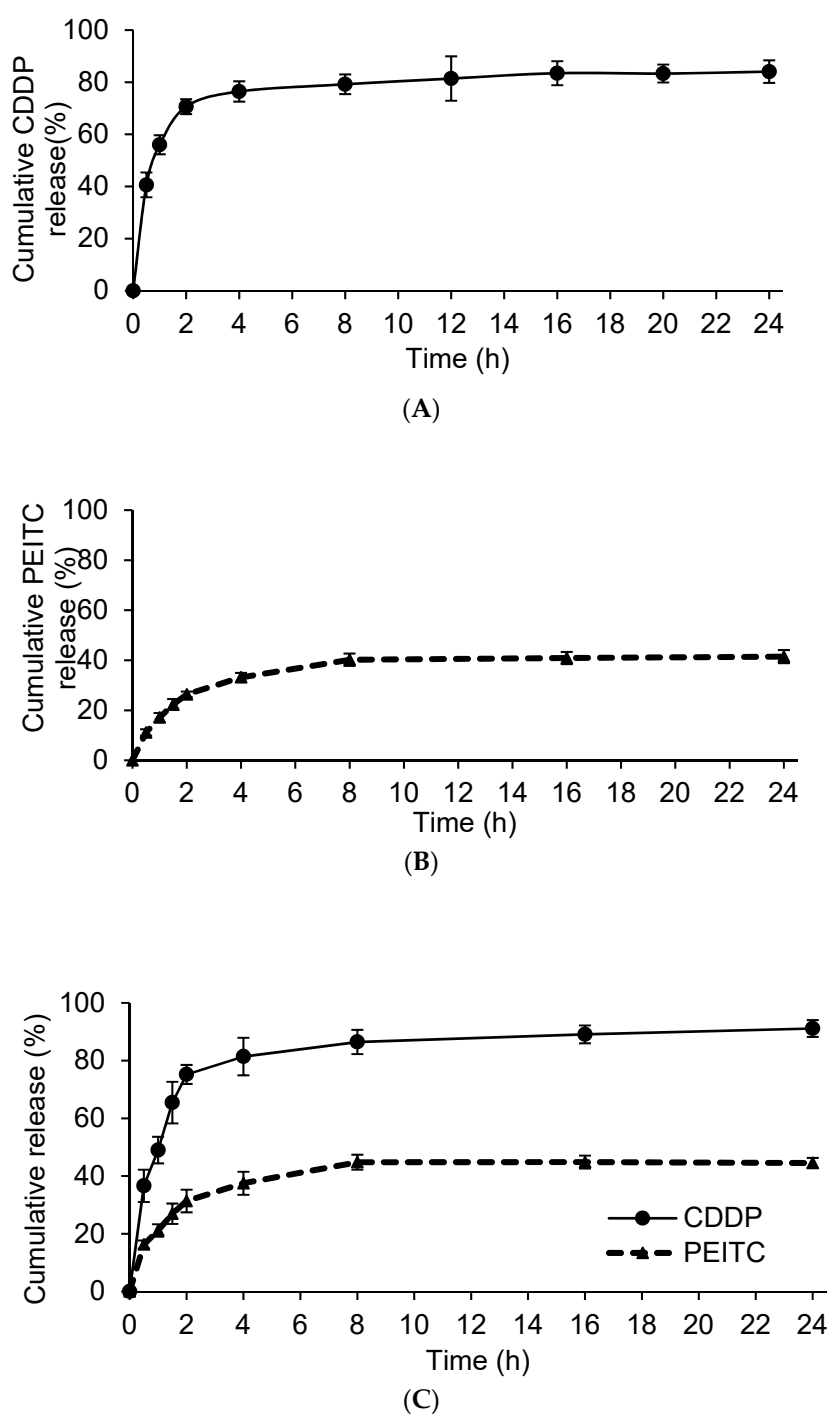 100
80
60
40
20
0
Cumulative CDDP
release(%)
0 2 4 6 8 10 12 14 16 18 20 22 24
Time (h)
(A)
100
80
60
40
20
0
Cumulative PEITC
release (%)
0 2 4 6 8 10 12 14 16 18 20 22 24
Time (h)
(B)
100
80
60
40
20
0
Cumulative release (%)
CDDP
PEITC
0 2 4 6 8 10 12 14 16 18 20 22 24
Time (h)
(C)